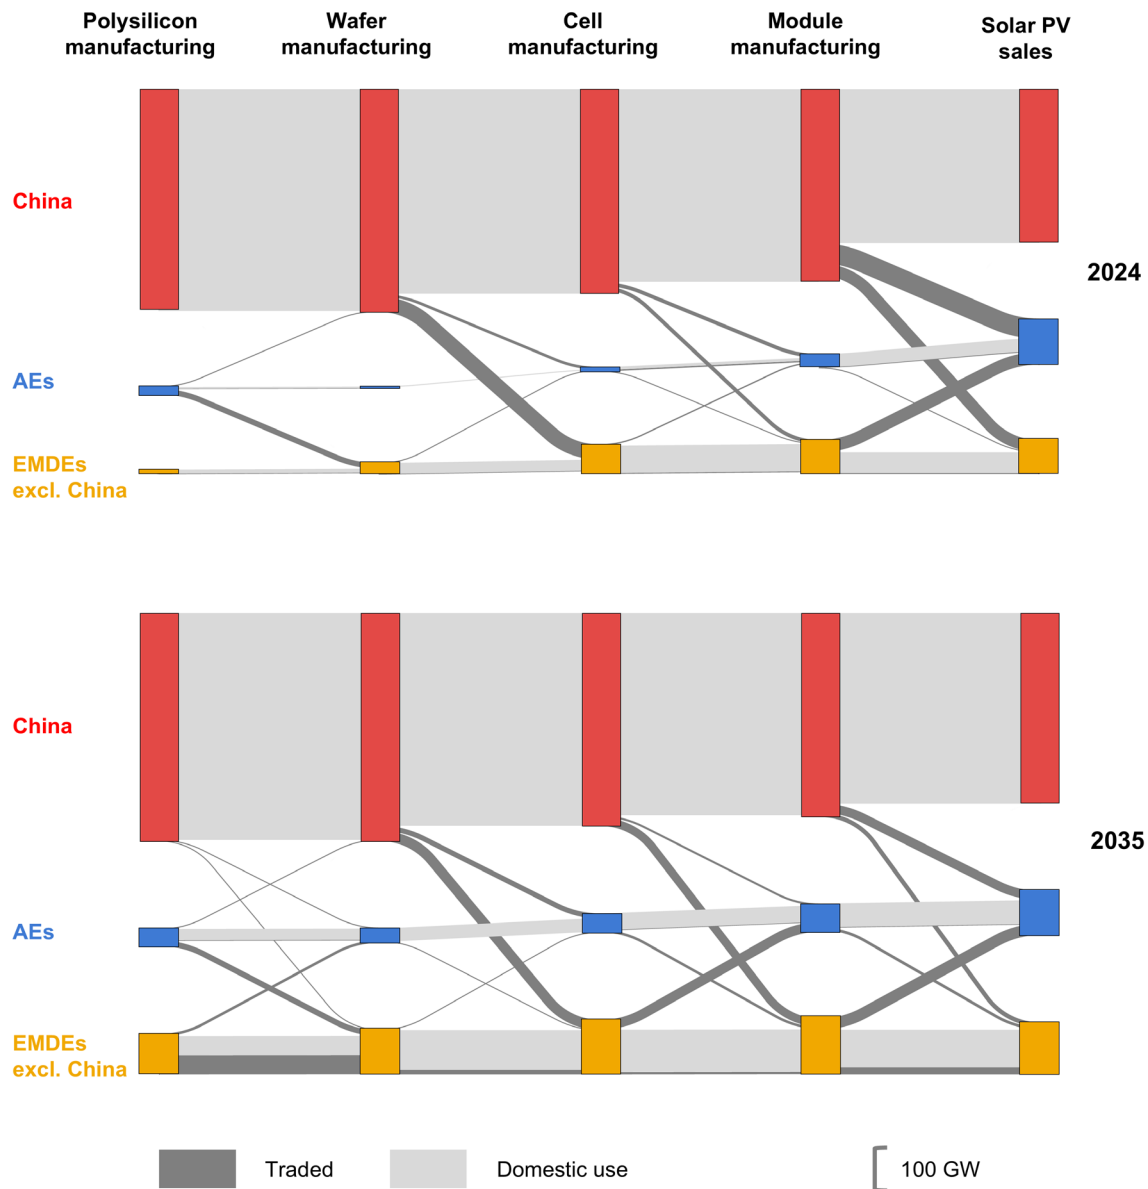 Polysilicon
manufacturing
Wafer
manufacturing
Cell
manufacturing
Module
manufacturing
Solar PV
sales
China
2024
AEs
EMDEs
excl. China
China
2035
AEs
EMDEs
excl. China
Traded
Domestic use
100 GW